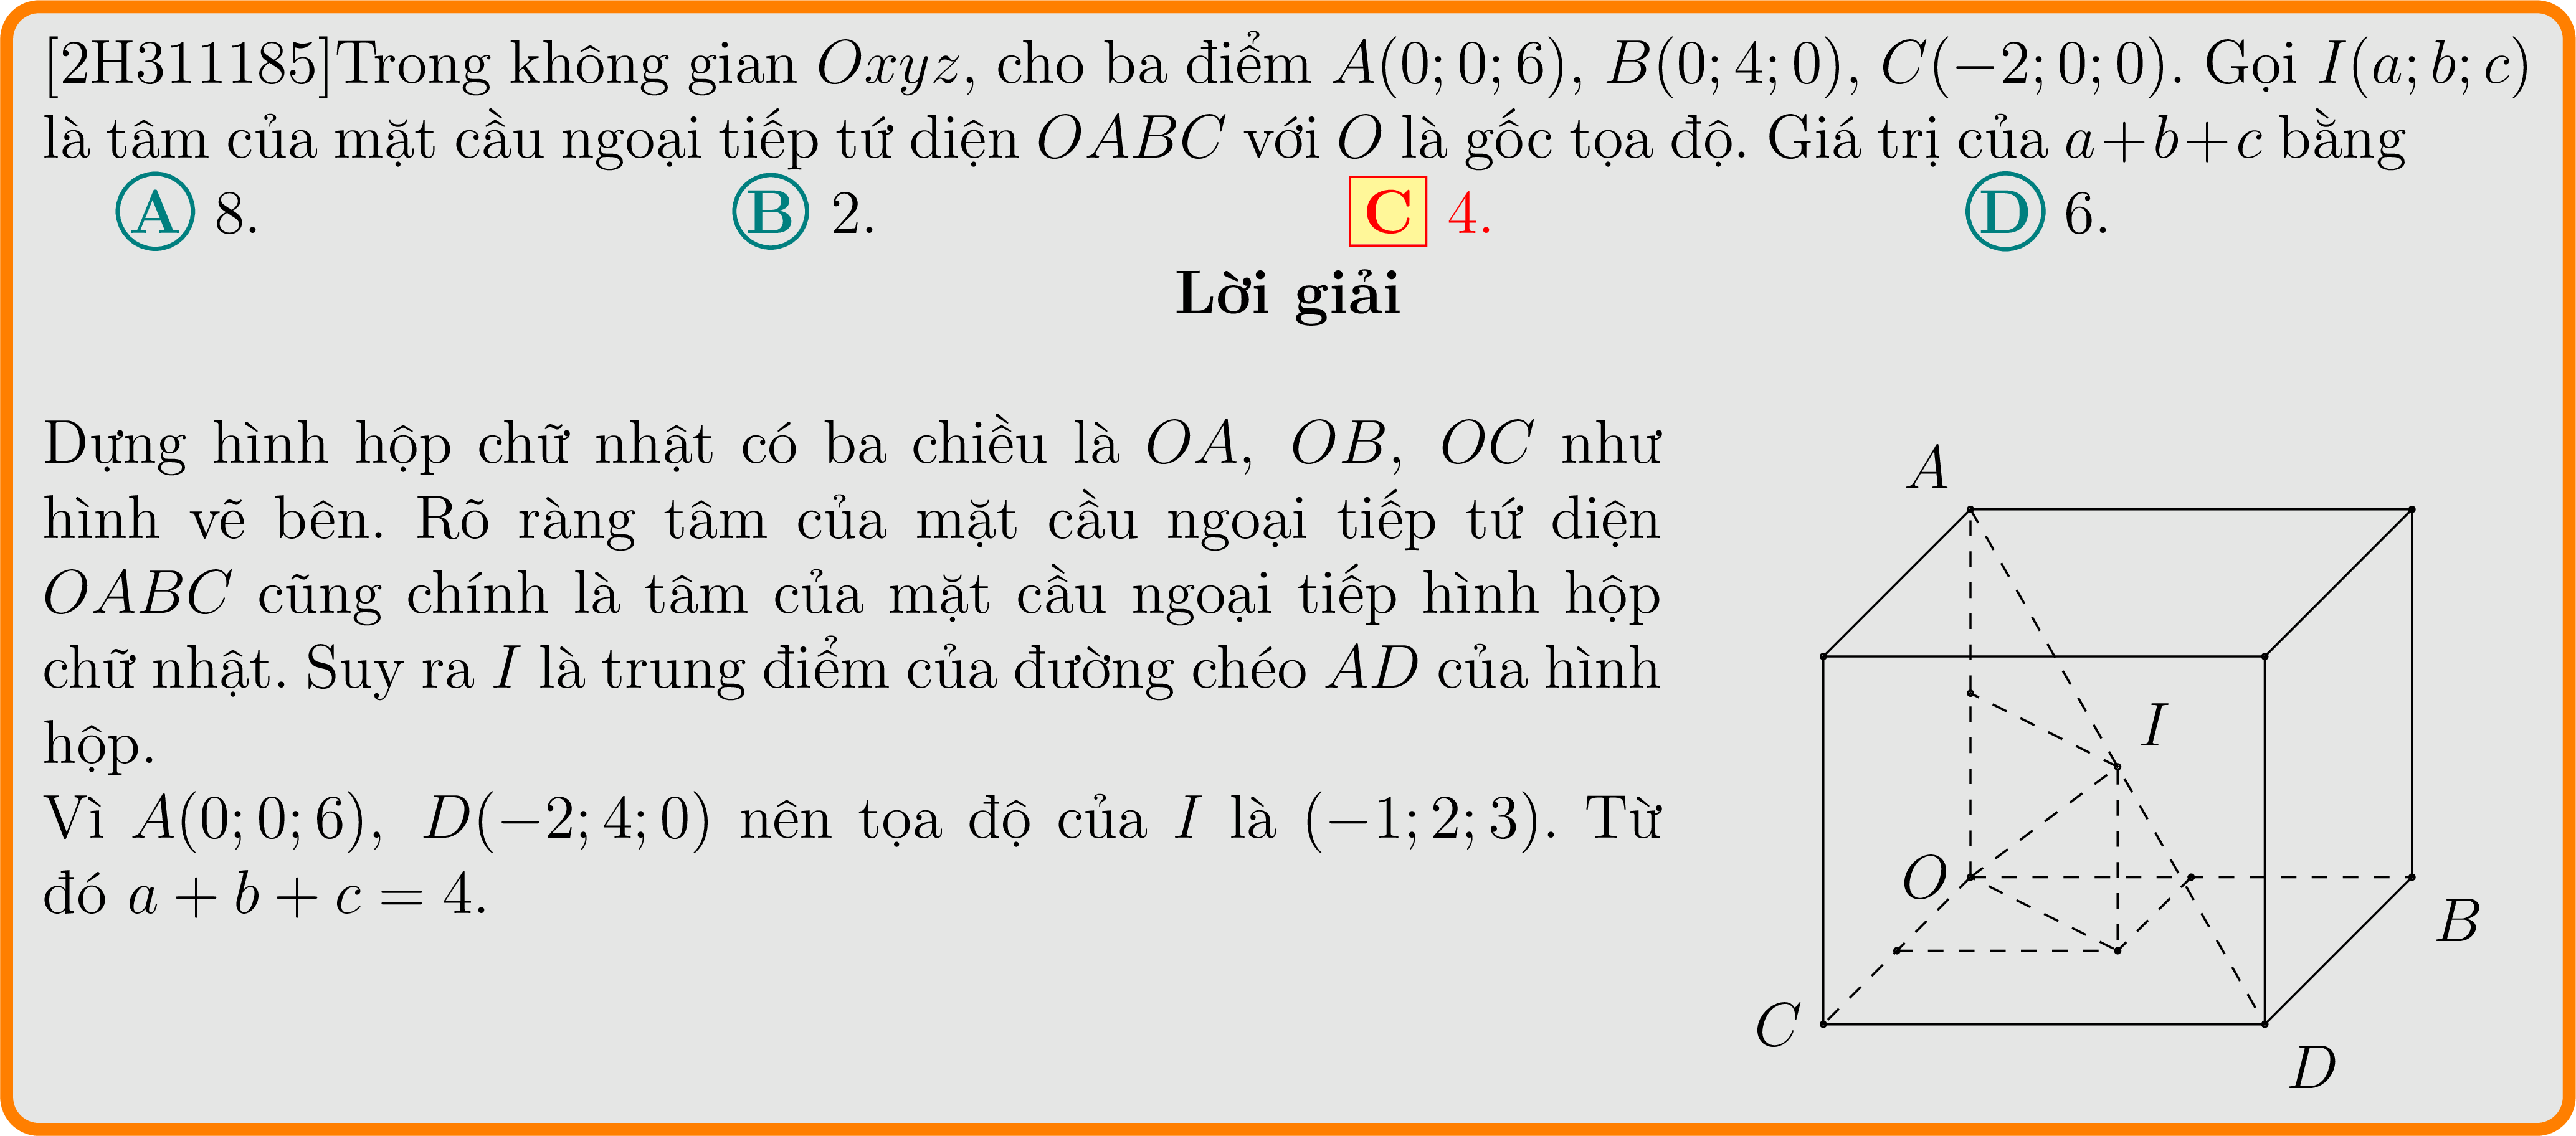 [2H311185]Trong không gian Oxyz, cho ba điểm A(0; 0; 6), B(0; 4; 0), C(−2; 0; 0). Gọi I(a; b; c)
là tâm của mặt cầu ngoại tiếp tứ diện OABC với O là gốc tọa độ. Giá trị của a+b+c bằng
A 8. B 2. C 4. D 6.
Lời giải
Dựng hình hộp chữ nhật có ba chiều là OA, OB, OC như
hình vẽ bên. Rõ ràng tâm của mặt cầu ngoại tiếp tứ diện
OABC cũng chính là tâm của mặt cầu ngoại tiếp hình hộp
chữ nhật. Suy ra I là trung điểm của đường chéo AD của hình
hộp.
Vì A(0; 0; 6), D(−2; 4; 0) nên tọa độ của I là (−1; 2; 3). Từ
đó a + b + c = 4.
A
I
O
B
C
D